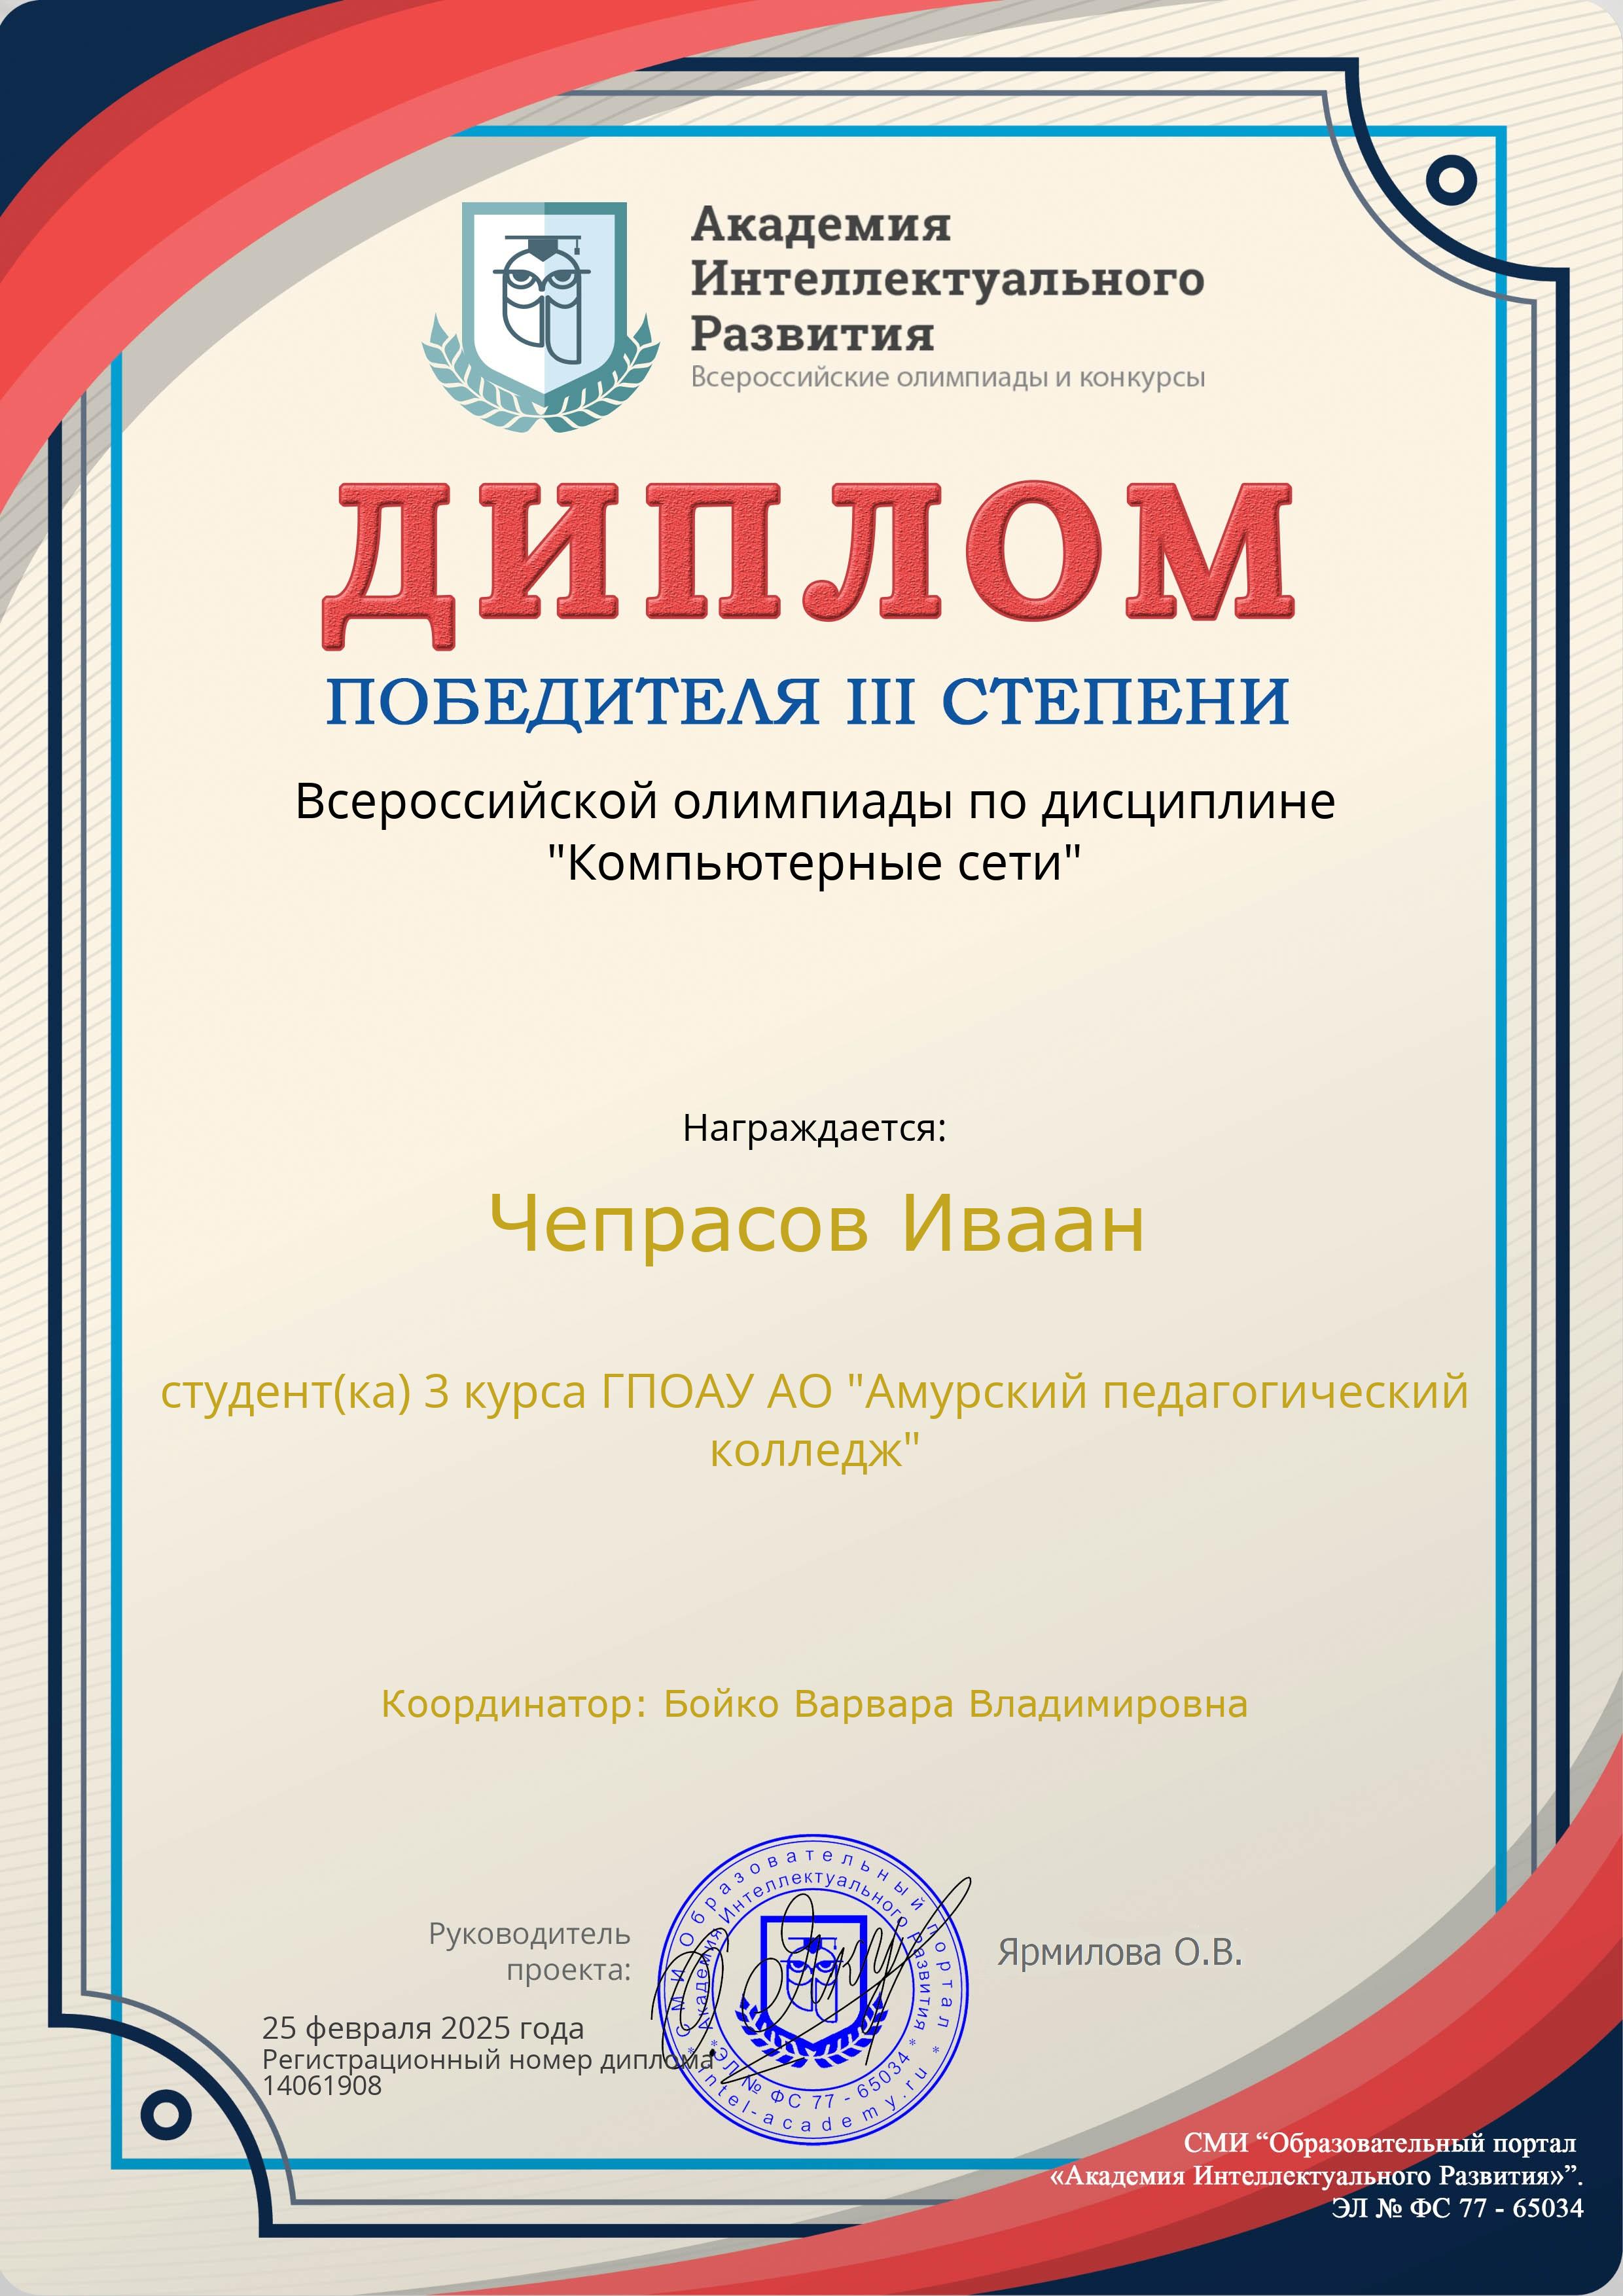 Академия
Интеллектуального
Развития
Всероссийские олимпиады и конкурсы
ДИПЛОМ
ПОБЕДИТЕЛЯ III СТЕПЕНИ
Всероссийской олимпиады по дисциплине
"Компьютерные сети"
Награждается:
Чепрасов Иваан
студент(ка) 3 курса ГПОАУ АО "Амурский педагогический
колледж"
Координатор: Бойко Варвара Владимировна
Руководитель
проекта:
Ярмилова О.В.
СМИ Образовательный портал
Академия Интеллектуального Развития
* ЭЛ № ФС 77 - 65034 *
* intel-academy.ru *
25 февраля 2025 года
Регистрационный номер диплома
14061908
СМИ “Образовательный портал
«Академия Интеллектуального Развития»”.
ЭЛ № ФС 77 - 65034